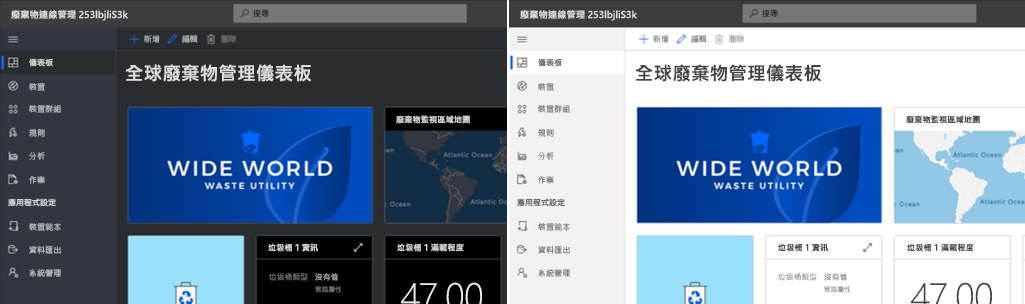 廢棄物連線管理 253lbjliS3k
搜尋
新增 編輯 刪除
儀表板
裝置
裝置群組
規則
分析
作業
應用程式設定
裝置範本
資料匯出
系統管理
全球廢棄物管理儀表板
WIDE WORLD
WASTE UTILITY
廢棄物監視區域地圖
Atlantic Ocean
Ocean
垃圾桶 1 資訊
垃圾桶類型 沒有值
雲端屬性
垃圾桶 1 滿載程度
47.00
廢棄物連線管理 253lbjliS3k
搜尋
新增 編輯 刪除
儀表板
裝置
裝置群組
規則
分析
作業
應用程式設定
裝置範本
資料匯出
系統管理
全球廢棄物管理儀表板
WIDE WORLD
WASTE UTILITY
廢棄物監視區域地圖
Atlantic Ocean
Ocean
垃圾桶 1 資訊
垃圾桶類型 沒有值
雲端屬性
垃圾桶 1 滿載程度
47.00